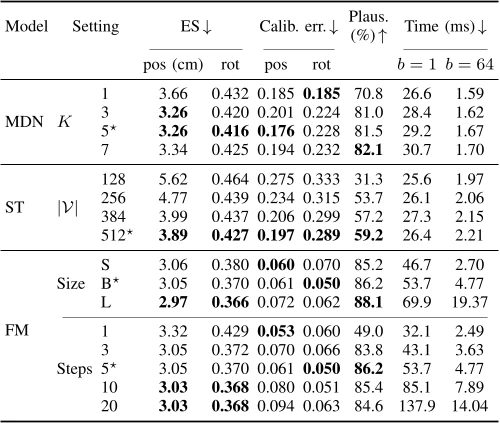 Model Setting ES↓ Calib. err.↓ Plaus. (%)↑ Time (ms)↓
pos (cm) rot pos rot b = 1 b = 64
1 3.66 0.432 0.185 0.185 70.8 26.6 1.59
3 3.26 0.420 0.201 0.224 81.0 28.4 1.62
MDN K 5* 3.26 0.416 0.176 0.228 81.5 29.2 1.67
7 3.34 0.425 0.194 0.232 82.1 30.7 1.70
128 5.62 0.464 0.275 0.333 31.3 25.6 1.97
256 4.77 0.439 0.234 0.315 53.7 26.1 2.06
ST |𝒱| 384 3.99 0.437 0.206 0.299 57.2 27.3 2.15
512* 3.89 0.427 0.197 0.289 59.2 26.4 2.21
S 3.06 0.380 0.060 0.070 85.2 46.7 2.70
Size B* 3.05 0.370 0.061 0.050 86.2 53.7 4.77
L 2.97 0.366 0.072 0.062 88.1 69.9 19.37
FM
1 3.32 0.429 0.053 0.060 49.0 32.1 2.49
3 3.05 0.372 0.070 0.066 83.8 43.1 3.63
Steps 5* 3.05 0.370 0.061 0.050 86.2 53.7 4.77
10 3.03 0.368 0.080 0.051 85.4 85.1 7.89
20 3.03 0.368 0.094 0.063 84.6 137.9 14.04